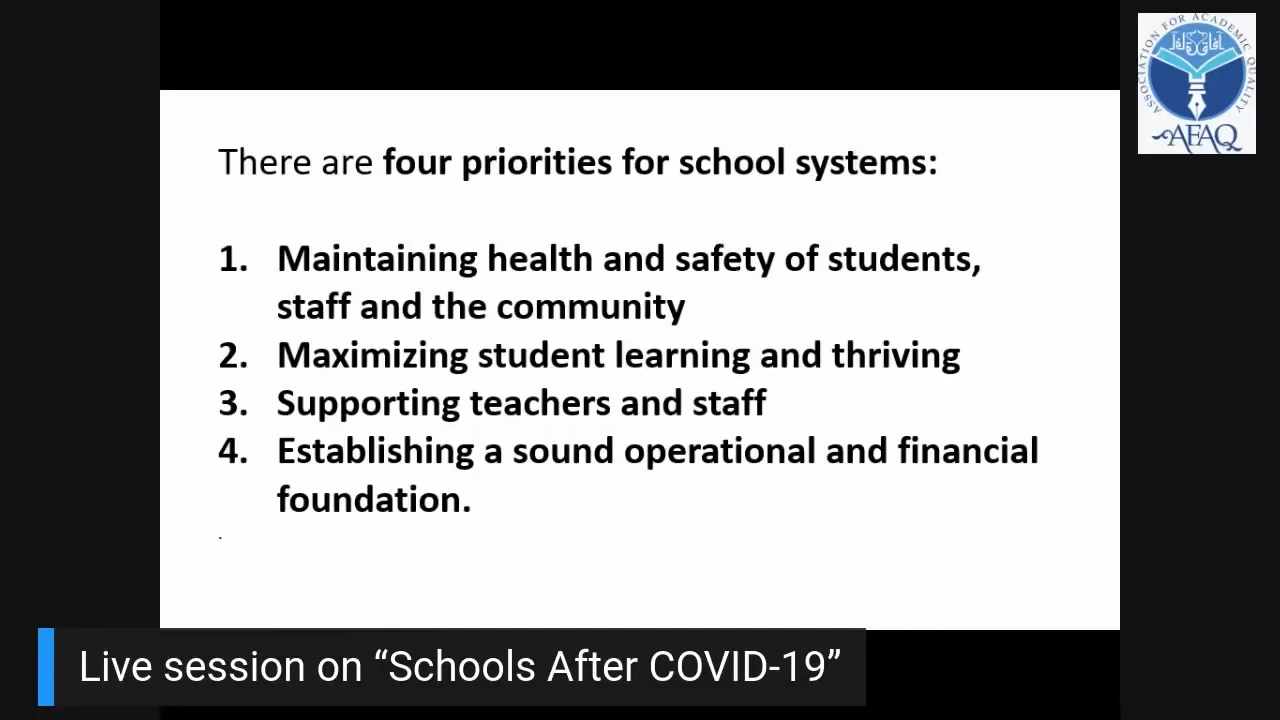 There are four priorities for school systems:
1. Maintaining health and safety of students,
staff and the community
2. Maximizing student learning and thriving
3. Supporting teachers and staff
4. Establishing a sound operational and financial
foundation.
.
Live session on “Schools After COVID-19”
ASSOCIATION FOR ACADEMIC QUALITY
AFAQ